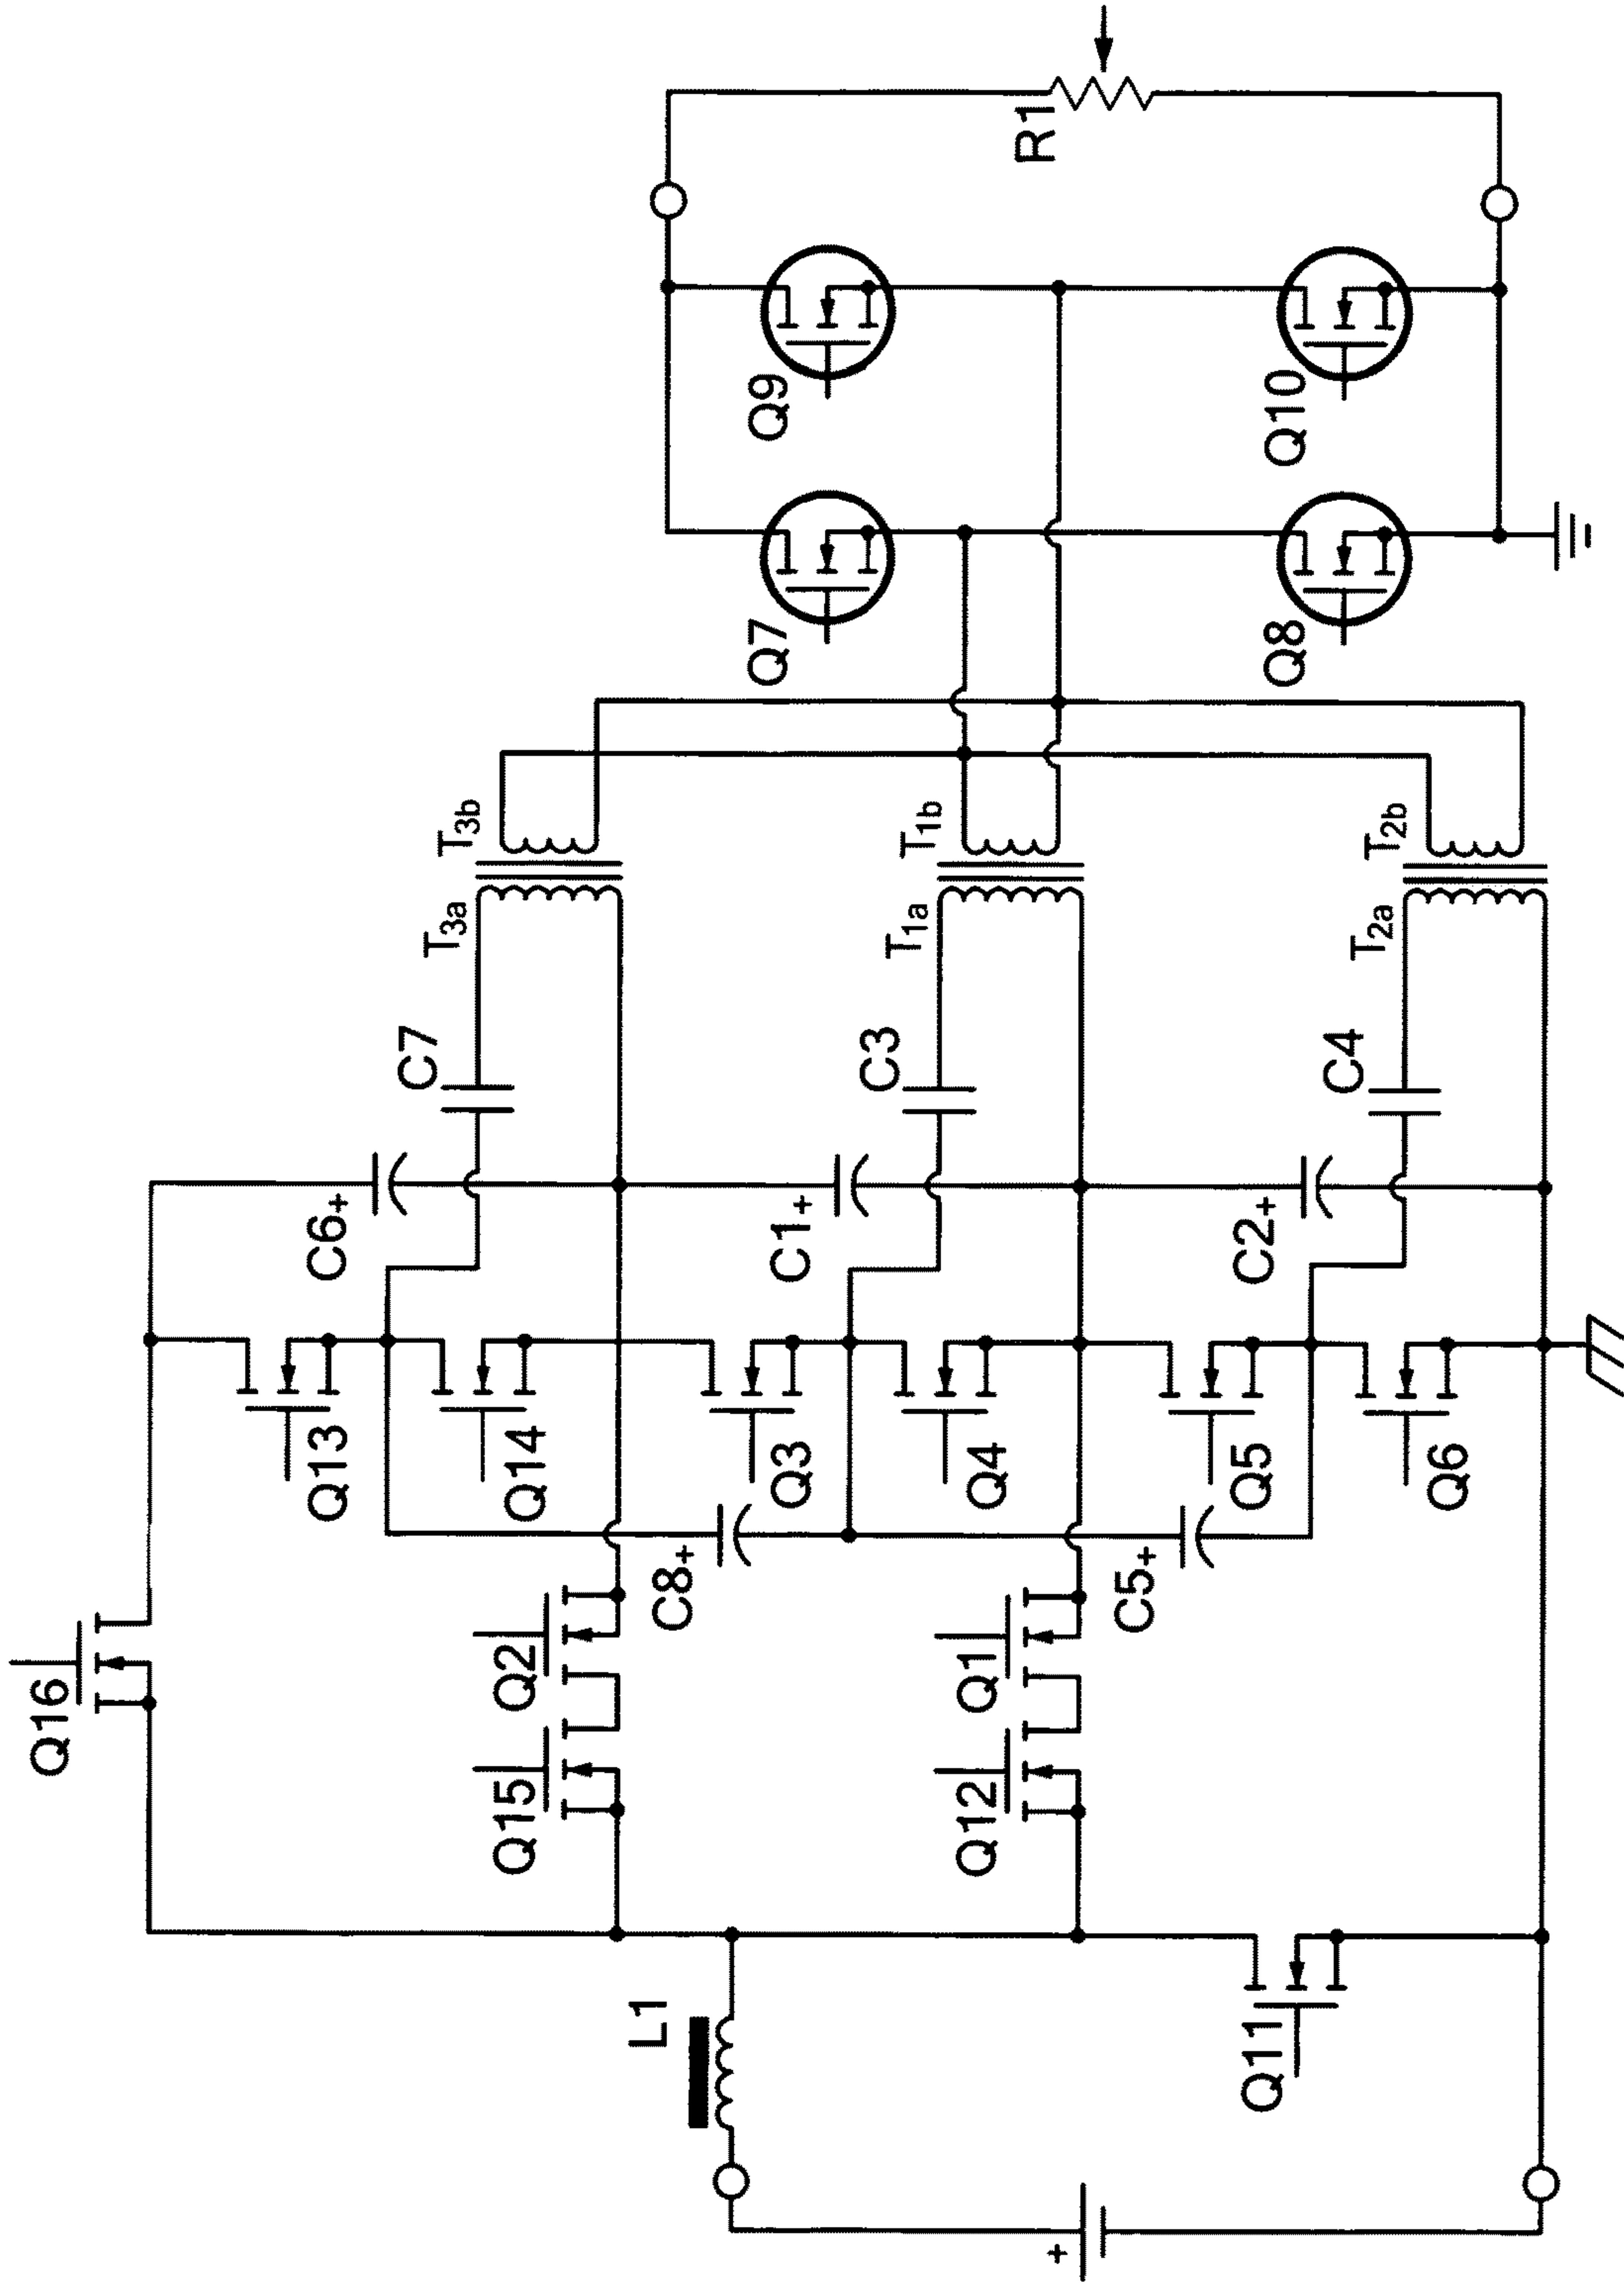 Q16
Q13
Q14
C6+
C7
T3a
T3b
Q15
Q2
C8+
Q3
Q4
C1+
C3
T1a
T1b
Q7
Q9
R1
L1
Q12
Q1
C5+
Q5
Q6
C2+
C4
T2a
T2b
Q8
Q10
Q11
+